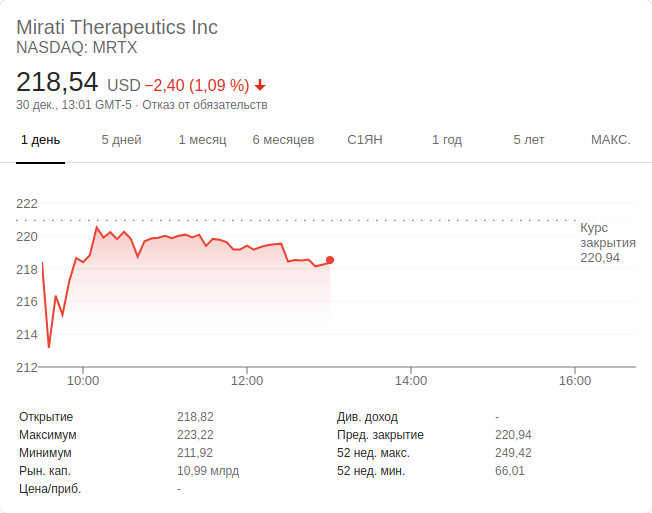 Mirati Therapeutics Inc
NASDAQ: MRTX
218,54 USD −2,40 (1,09 %)
30 дек., 13:01 GMT-5 · Отказ от обязательств
1 день 5 дней 1 месяц 6 месяцев С1ЯН 1 год 5 лет МАКС.
222
220
218
216
214
212
Курс
закрытия
220,94
10:00 12:00 14:00 16:00
Открытие 218,82 Див. доход -
Максимум 223,22 Пред. закрытие 220,94
Минимум 211,92 52 нед. макс. 249,42
Рын. кап. 10,99 млрд 52 нед. мин. 66,01
Цена/приб. -